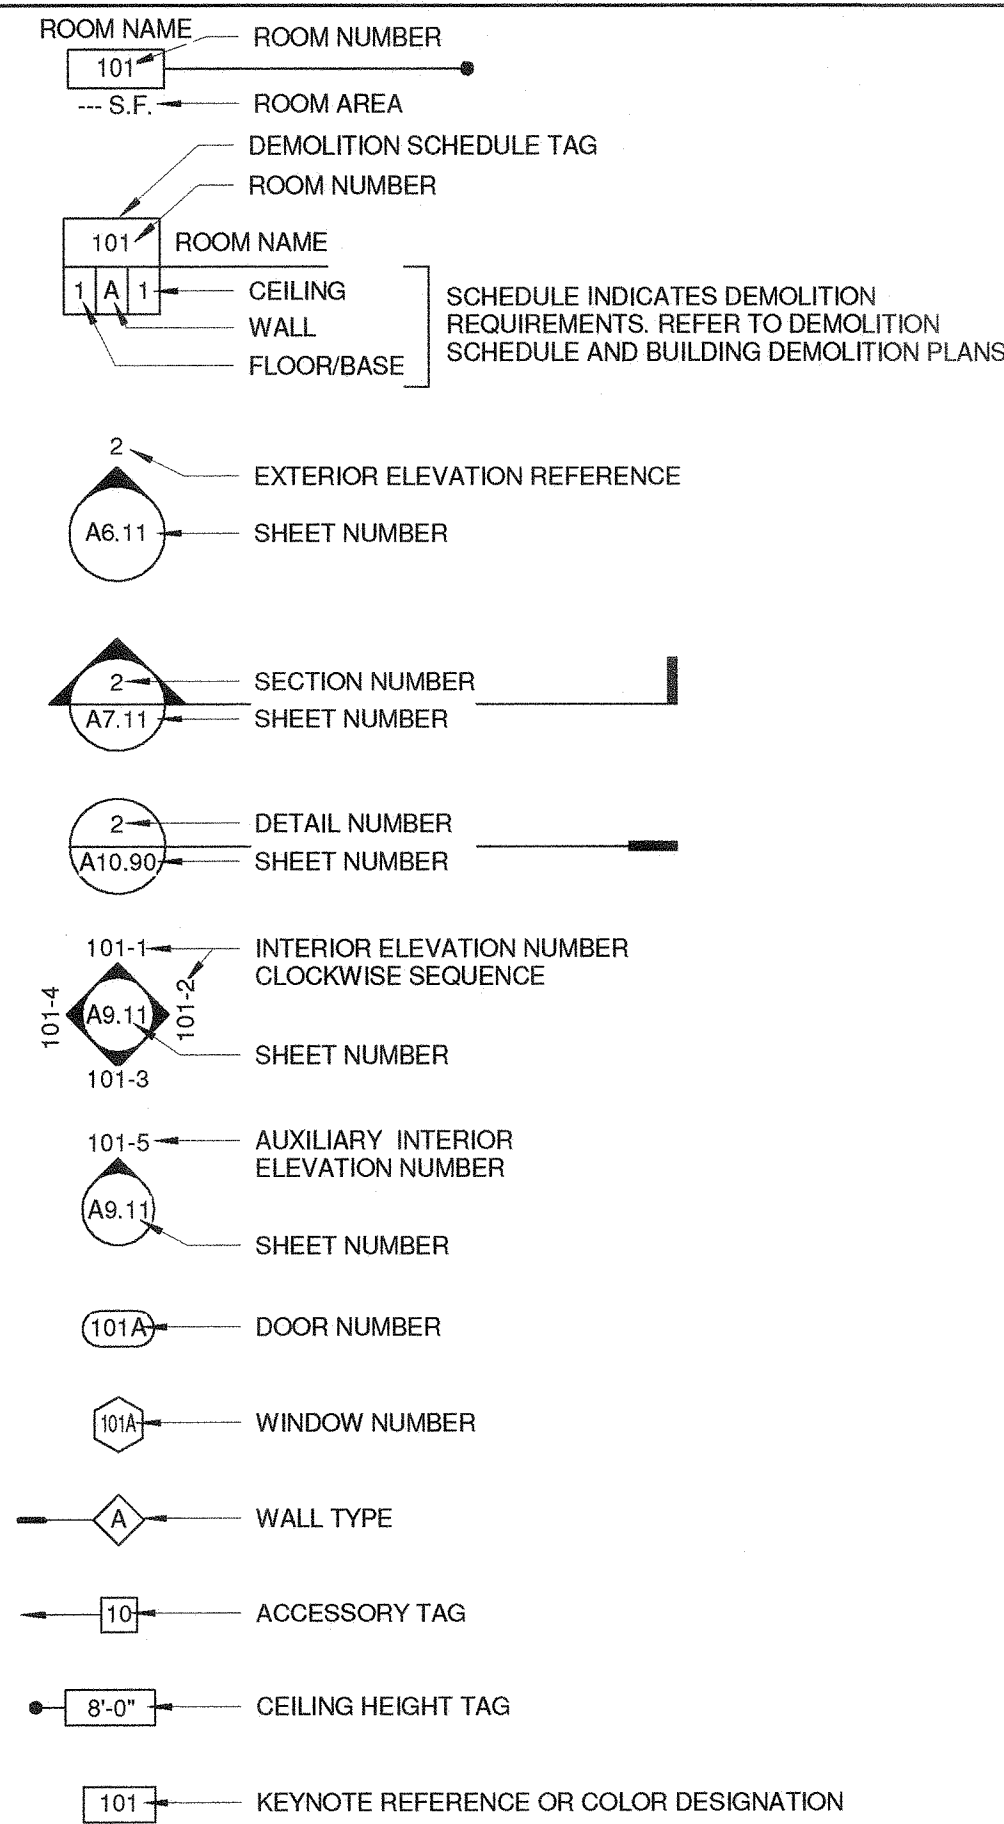 ROOM NAME
ROOM NUMBER
101
--- S.F.
ROOM AREA
DEMOLITION SCHEDULE TAG
ROOM NUMBER
101
ROOM NAME
1 A 1
CEILING
WALL
FLOOR/BASE
SCHEDULE INDICATES DEMOLITION
REQUIREMENTS. REFER TO DEMOLITION
SCHEDULE AND BUILDING DEMOLITION PLANS
2
EXTERIOR ELEVATION REFERENCE
A6.11
SHEET NUMBER
2
SECTION NUMBER
A7.11
SHEET NUMBER
2
DETAIL NUMBER
A10.90
SHEET NUMBER
101-1
INTERIOR ELEVATION NUMBER
CLOCKWISE SEQUENCE
101-4
A9.11
101-2
SHEET NUMBER
101-3
101-5
AUXILIARY INTERIOR
ELEVATION NUMBER
A9.11
SHEET NUMBER
101A
DOOR NUMBER
101A
WINDOW NUMBER
A
WALL TYPE
10
ACCESSORY TAG
8'-0"
CEILING HEIGHT TAG
101
KEYNOTE REFERENCE OR COLOR DESIGNATION